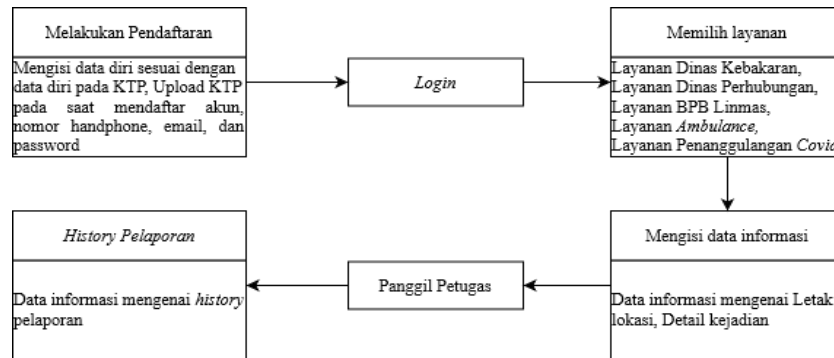 Melakukan Pendaftaran
Mengisi data diri sesuai dengan
data diri pada KTP, Upload KTP
pada saat mendaftar akun,
nomor handphone, email, dan
password
Login
Memilih layanan
Layanan Dinas Kebakaran,
Layanan Dinas Perhubungan,
Layanan BPB Linmas,
Layanan Ambulance,
Layanan Penanggulangan Covid
Mengisi data informasi
Data informasi mengenai Letak
lokasi, Detail kejadian
Panggil Petugas
History Pelaporan
Data informasi mengenai history
pelaporan